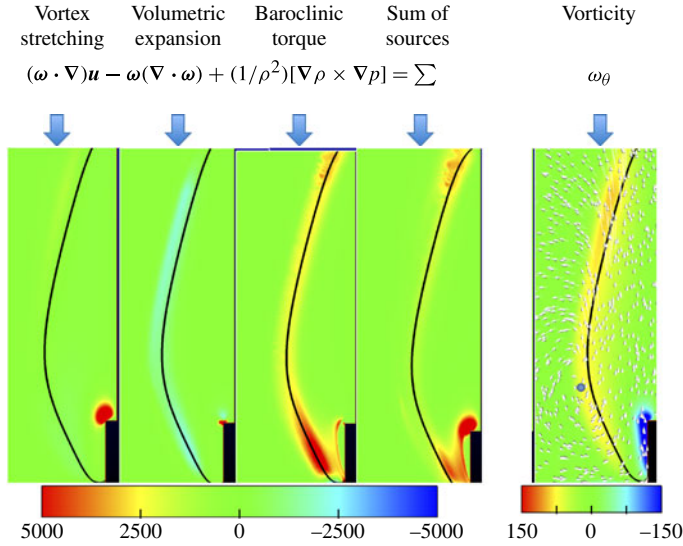 Vortex stretching
Volumetric expansion
Baroclinic torque
Sum of sources
Vorticity
(ω · ∇)u − ω(∇ · ω) + (1/ρ²)[∇ρ × ∇p] = ∑
ω_θ
5000 2500 0 −2500 −5000
150 0 −150